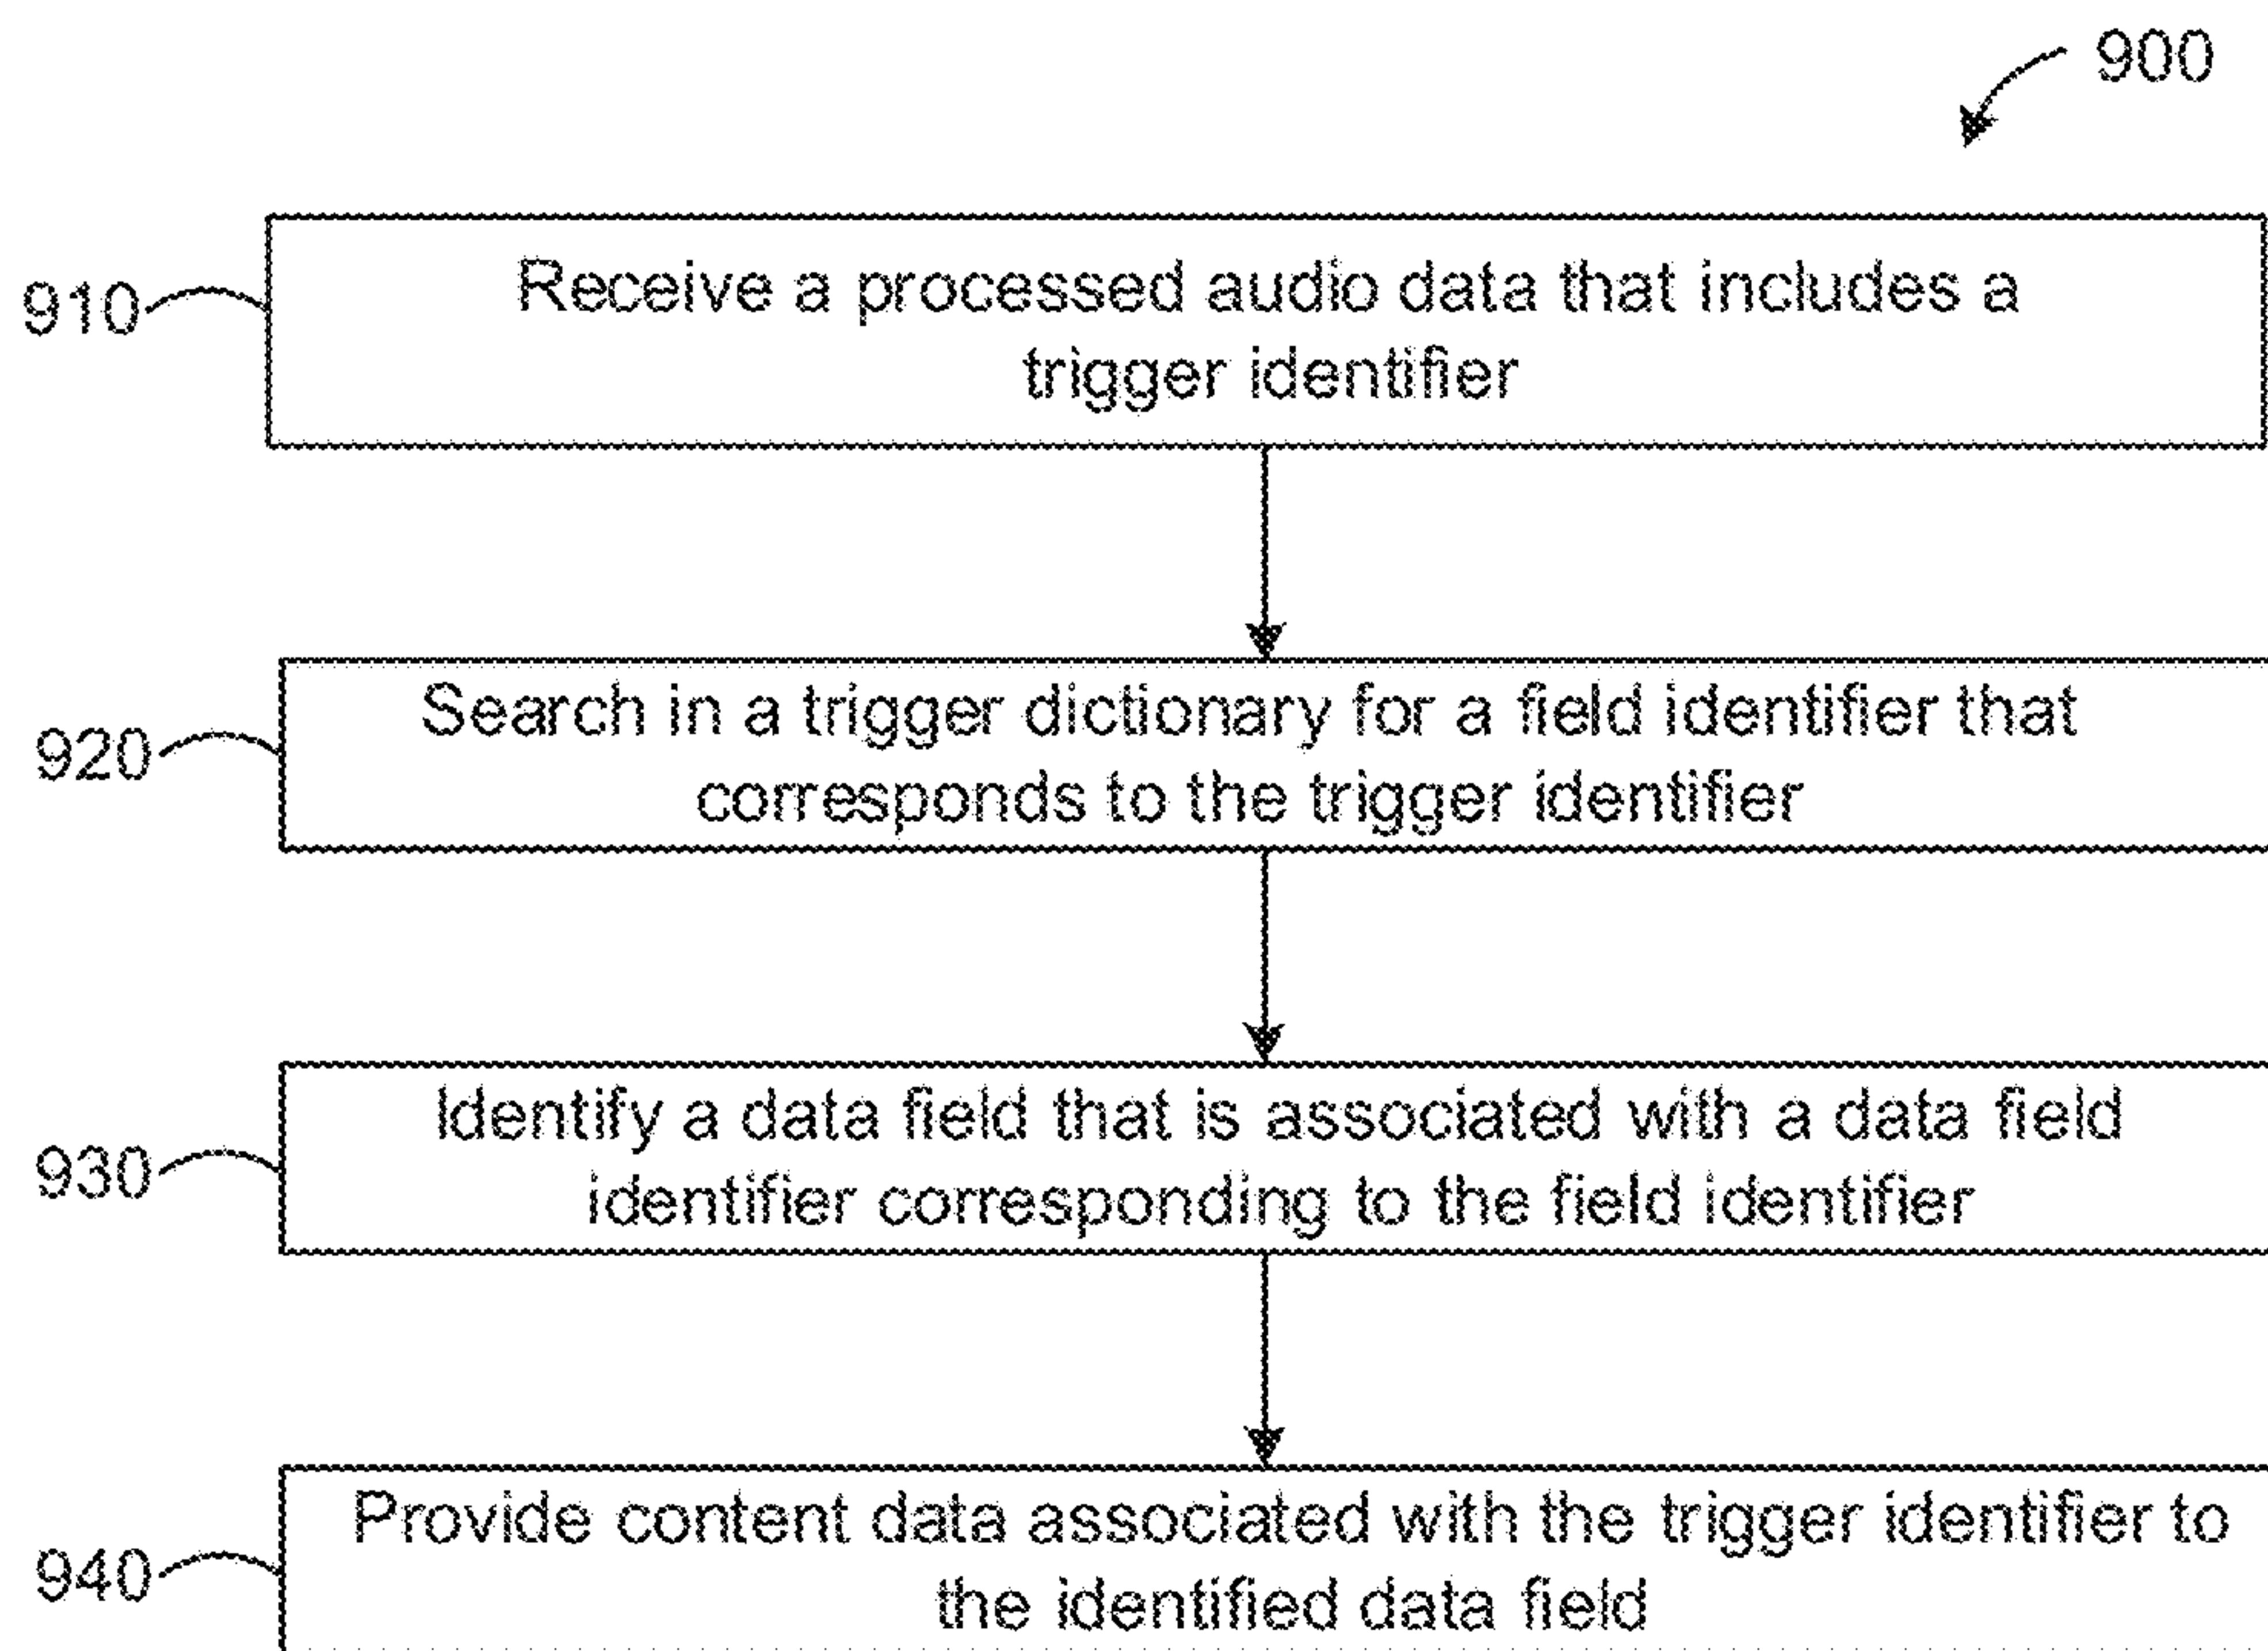 900
910
Receive a processed audio data that includes a
trigger identifier
920
Search in a trigger dictionary for a field identifier that
corresponds to the trigger identifier
930
Identify a data field that is associated with a data field
identifier corresponding to the field identifier
940
Provide content data associated with the trigger identifier to
the identified data field